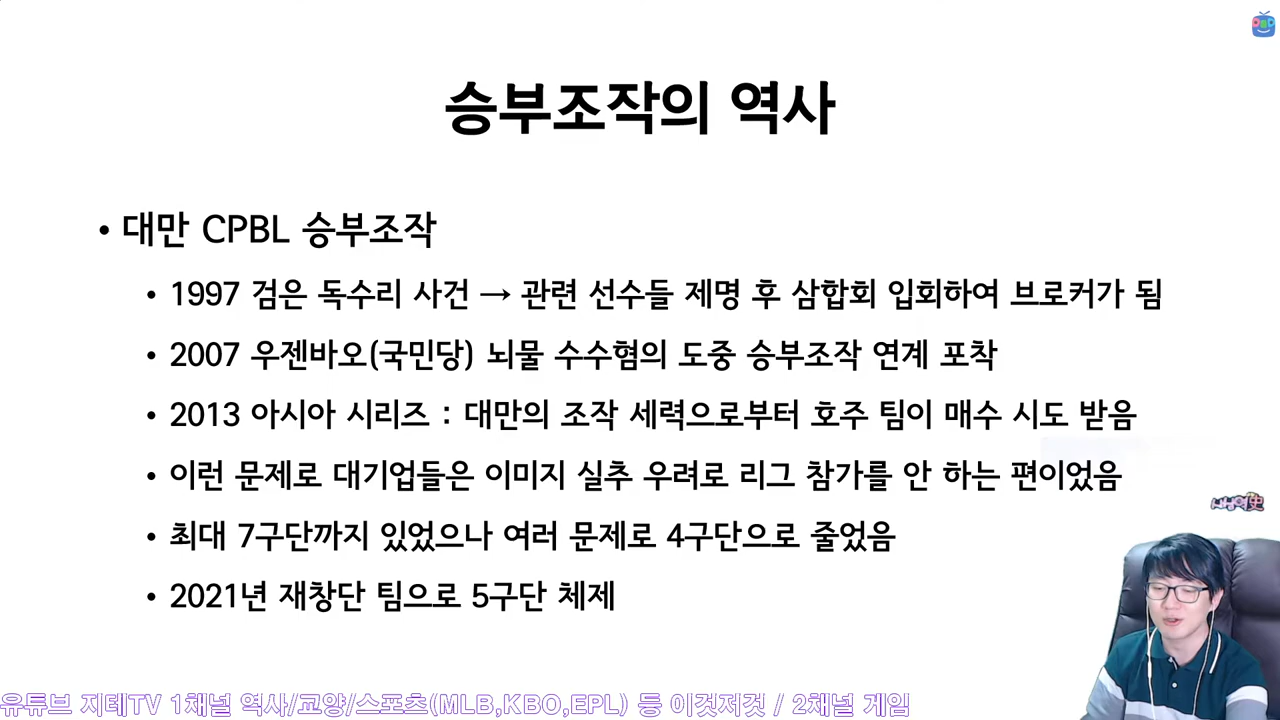 승부조작의 역사
• 대만 CPBL 승부조작
• 1997 검은 독수리 사건 → 관련 선수들 제명 후 삼합회 입회하여 브로커가 됨
• 2007 우젠바오(국민당) 뇌물 수수혐의 도중 승부조작 연계 포착
• 2013 아시아 시리즈 : 대만의 조작 세력으로부터 호주 팀이 매수 시도 받음
• 이런 문제로 대기업들은 이미지 실추 우려로 리그 참가를 안 하는 편이었음
• 최대 7구단까지 있었으나 여러 문제로 4구단으로 줄었음
• 2021년 재창단 팀으로 5구단 체제
유튜브 지테TV 1채널 역사/교양/스포츠(MLB,KBO,EPL) 등 이것저것 / 2채널 게임